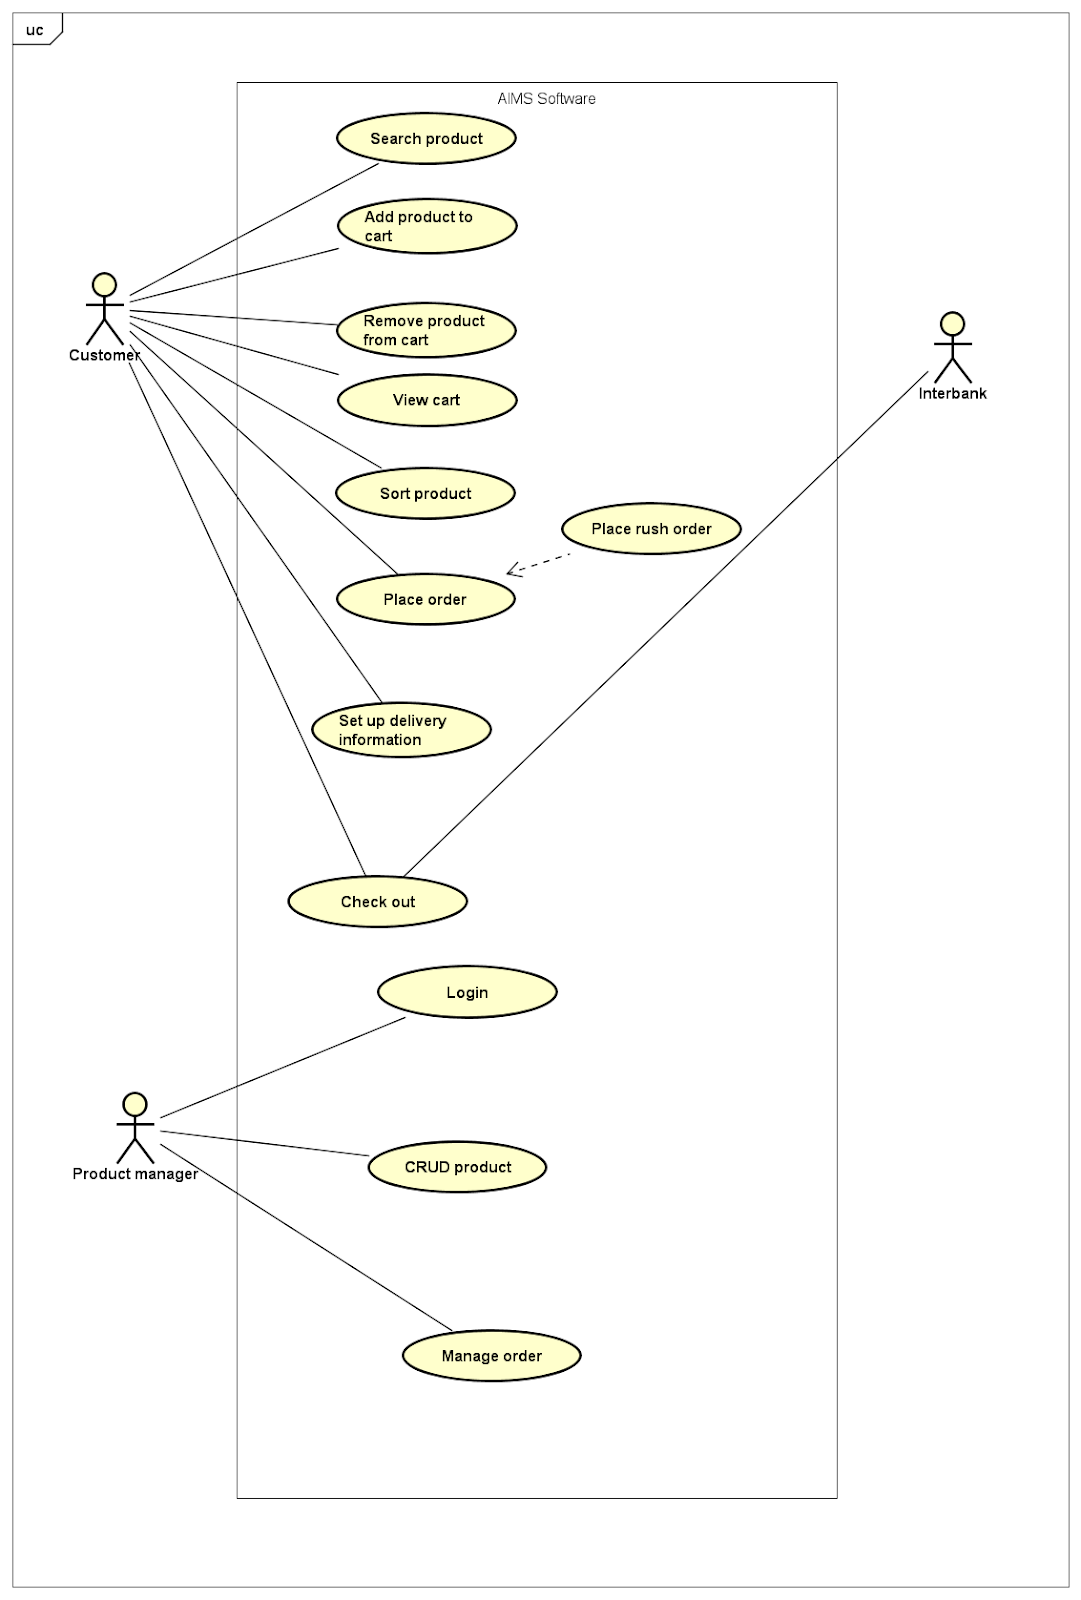 uc
AIMS Software
Search product
Add product to
cart
Customer
Remove product
from cart
Interbank
View cart
Sort product
Place rush order
Place order
Set up delivery
information
Check out
Login
Product manager
CRUD product
Manage order